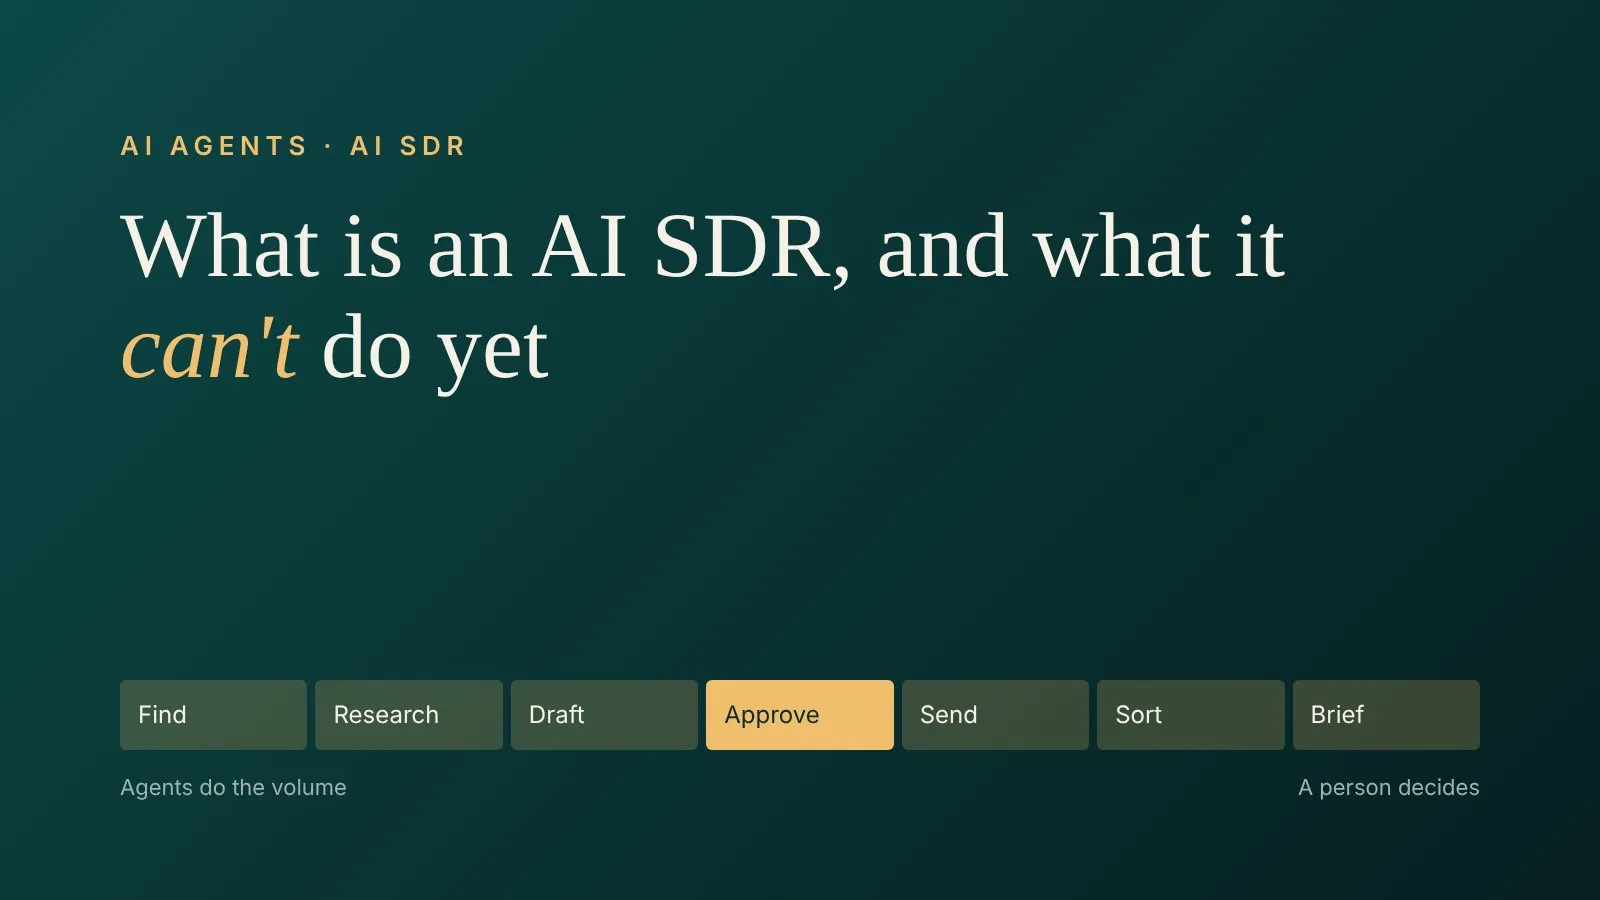 AI AGENTS · AI SDR
What is an AI SDR, and what it
can't do yet
Find
Research
Draft
Approve
Send
Sort
Brief
Agents do the volume
A person decides